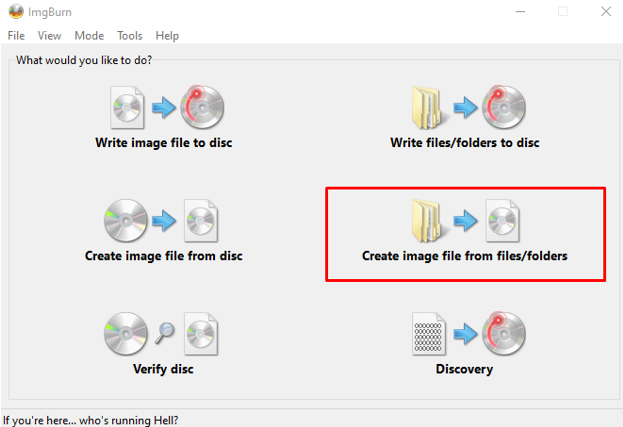 ImgBurn
File View Mode Tools Help
What would you like to do?
Write image file to disc
Write files/folders to disc
Create image file from disc
Create image file from files/folders
Verify disc
Discovery
If you're here... who's running Hell?